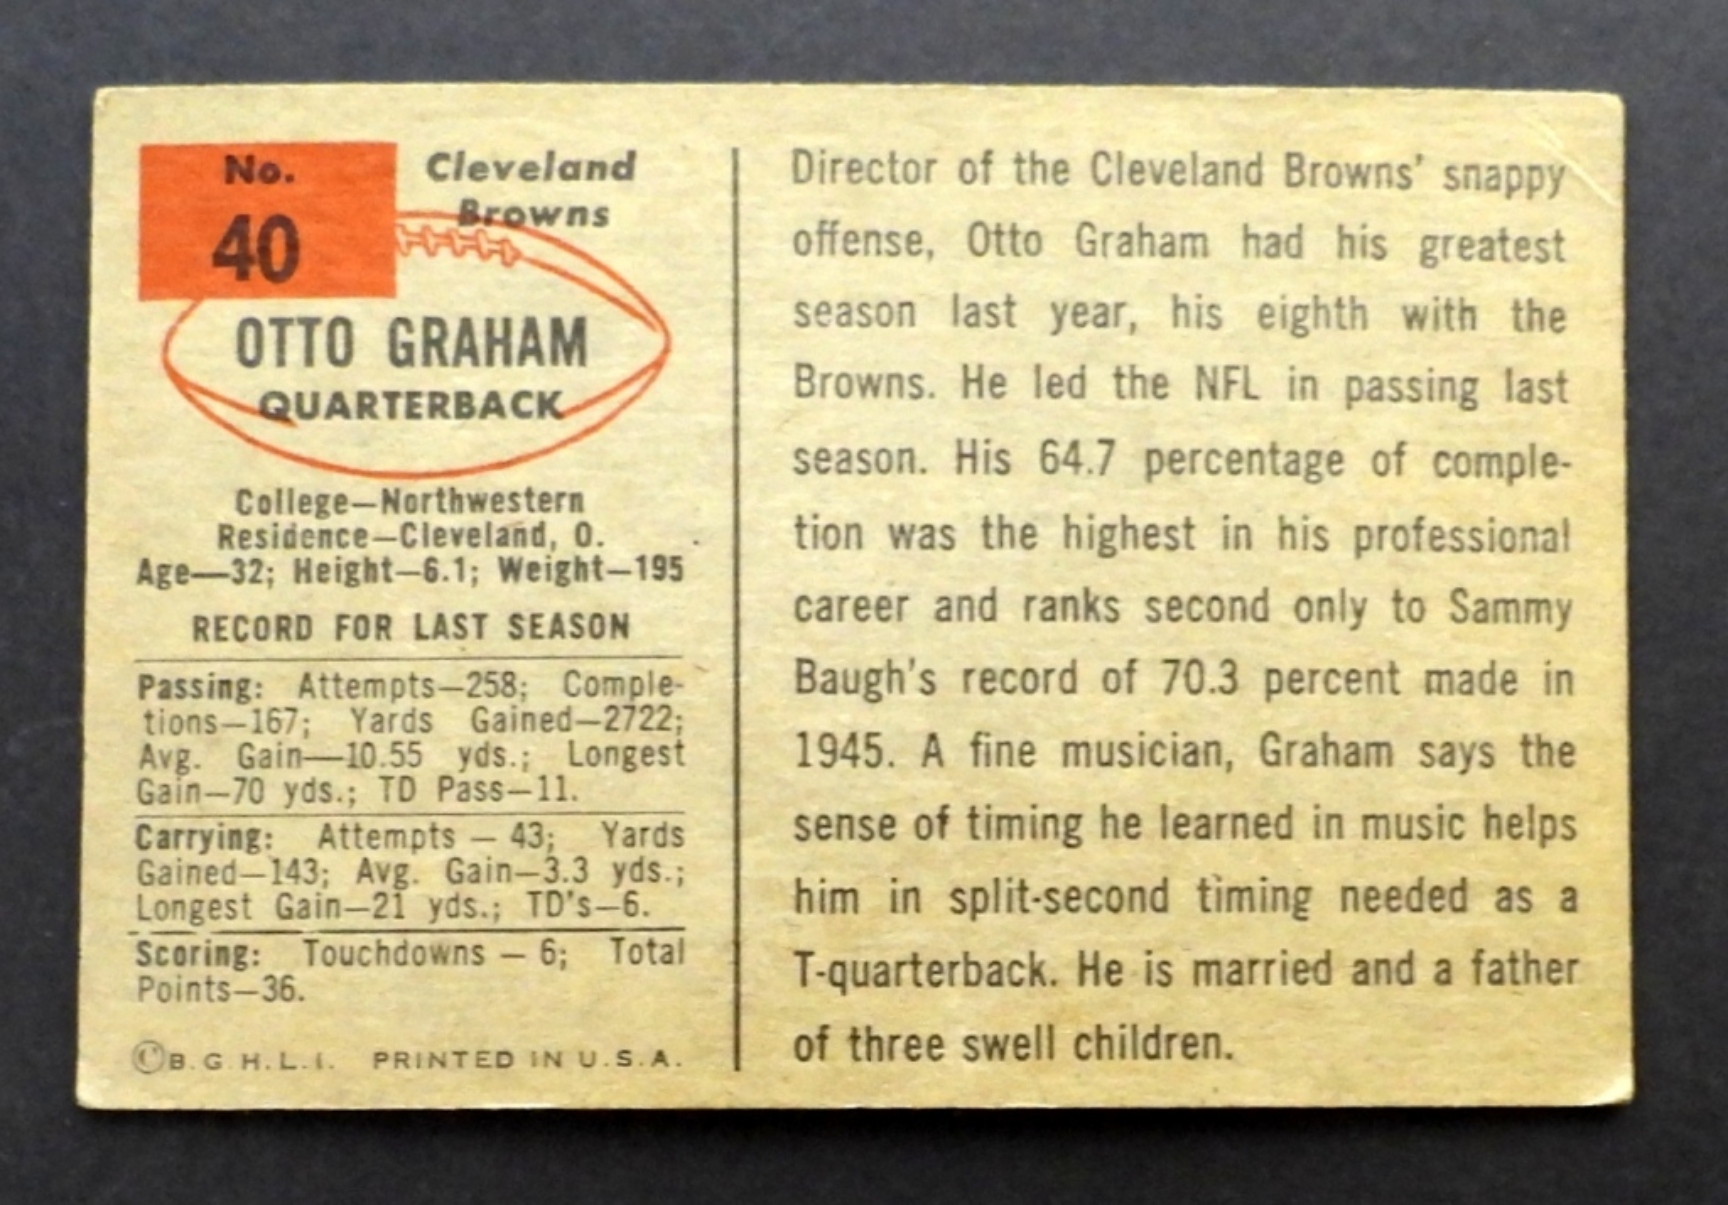 No.
40
Cleveland
Browns
OTTO GRAHAM
QUARTERBACK
College—Northwestern
Residence—Cleveland, O.
Age—32; Height—6.1; Weight—195
RECORD FOR LAST SEASON
Passing: Attempts—258; Comple-
tions—167; Yards Gained—2722;
Avg. Gain—10.55 yds.; Longest
Gain—70 yds.; TD Pass—11.
Carrying: Attempts — 43; Yards
Gained—143; Avg. Gain—3.3 yds.;
Longest Gain—21 yds.; TD's—6.
Scoring: Touchdowns — 6; Total
Points—36.
©B.G.H.L.I. PRINTED IN U.S.A.
Director of the Cleveland Browns' snappy
offense, Otto Graham had his greatest
season last year, his eighth with the
Browns. He led the NFL in passing last
season. His 64.7 percentage of comple-
tion was the highest in his professional
career and ranks second only to Sammy
Baugh's record of 70.3 percent made in
1945. A fine musician, Graham says the
sense of timing he learned in music helps
him in split-second timing needed as a
T-quarterback. He is married and a father
of three swell children.